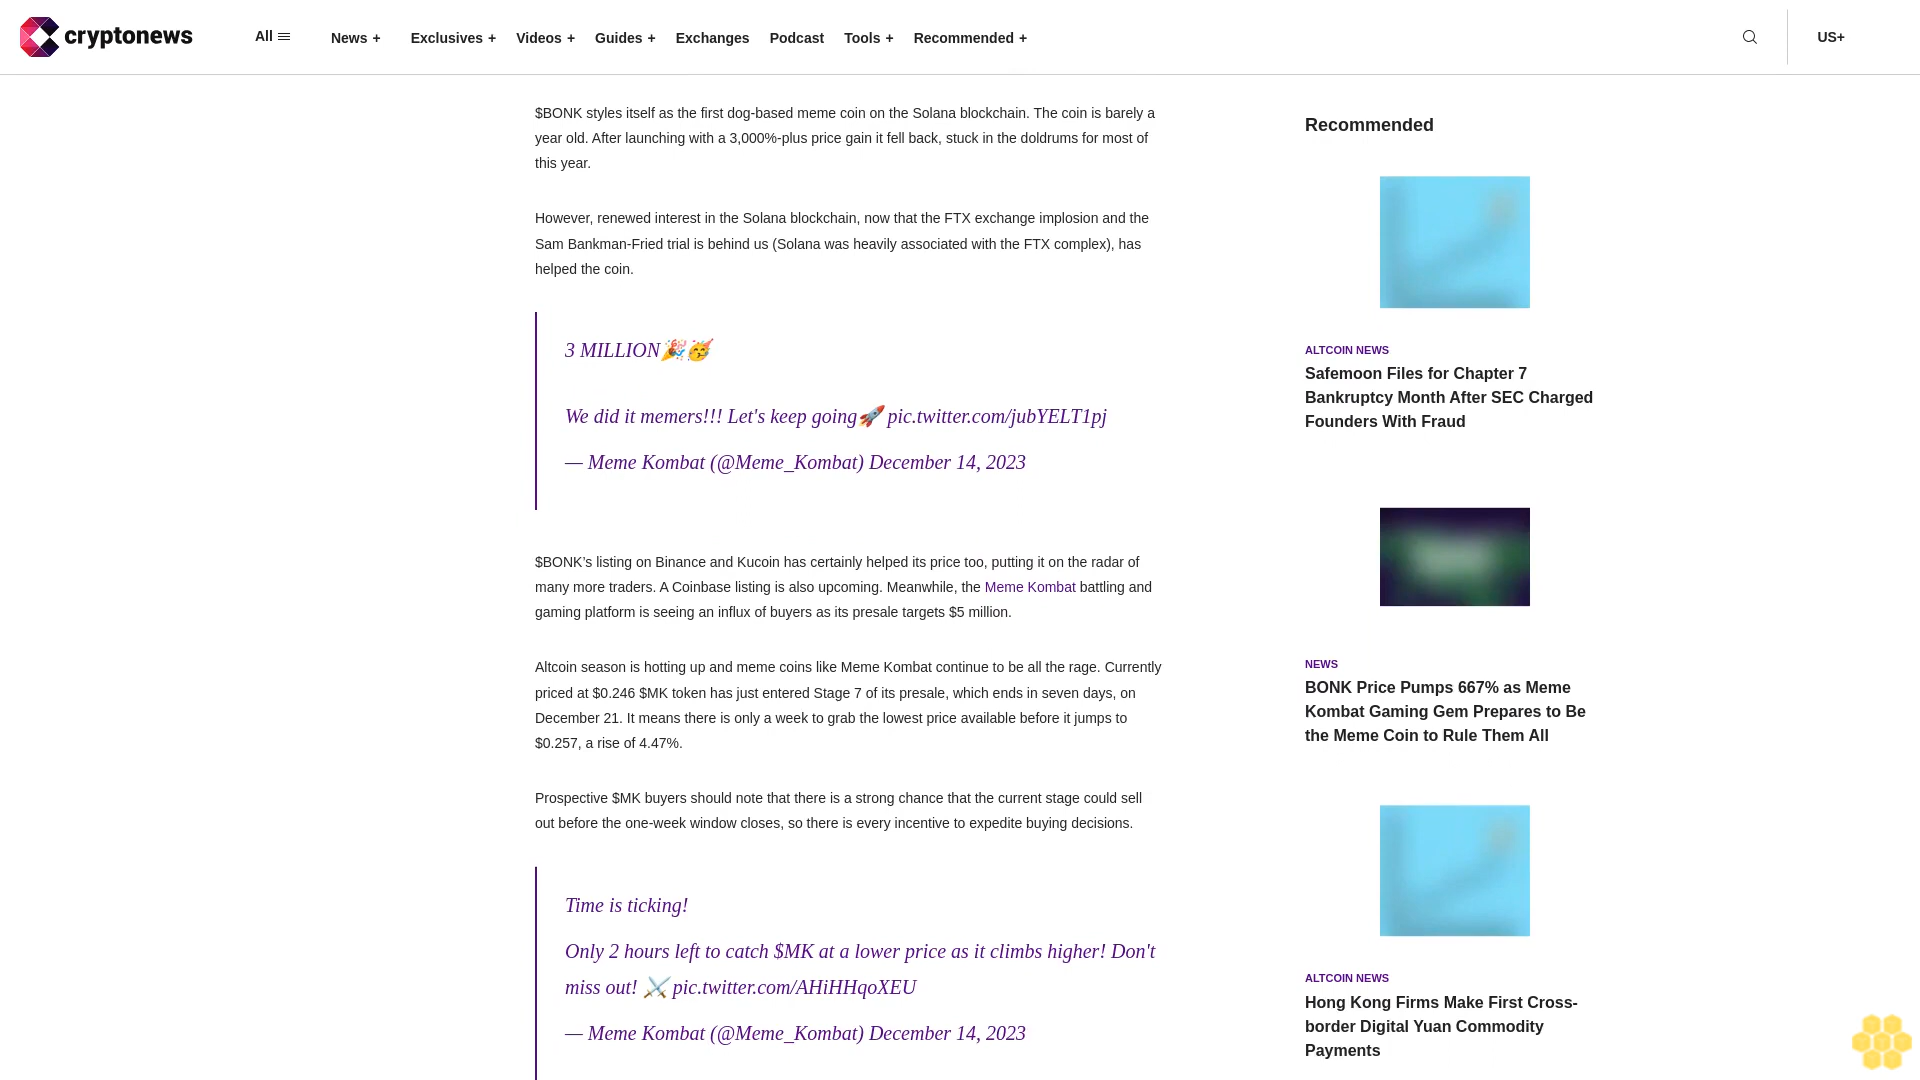 cryptonews
All
News +
Exclusives +
Videos +
Guides +
Exchanges
Podcast
Tools +
Recommended +
US+
$BONK styles itself as the first dog-based meme coin on the Solana blockchain. The coin is barely a
year old. After launching with a 3,000%-plus price gain it fell back, stuck in the doldrums for most of
this year.
However, renewed interest in the Solana blockchain, now that the FTX exchange implosion and the
Sam Bankman-Fried trial is behind us (Solana was heavily associated with the FTX complex), has
helped the coin.
3 MILLION🎉🥳
We did it memers!!! Let's keep going🚀 pic.twitter.com/jubYELT1pj
— Meme Kombat (@Meme_Kombat) December 14, 2023
$BONK’s listing on Binance and Kucoin has certainly helped its price too, putting it on the radar of
many more traders. A Coinbase listing is also upcoming. Meanwhile, the Meme Kombat battling and
gaming platform is seeing an influx of buyers as its presale targets $5 million.
Altcoin season is hotting up and meme coins like Meme Kombat continue to be all the rage. Currently
priced at $0.246 $MK token has just entered Stage 7 of its presale, which ends in seven days, on
December 21. It means there is only a week to grab the lowest price available before it jumps to
$0.257, a rise of 4.47%.
Prospective $MK buyers should note that there is a strong chance that the current stage could sell
out before the one-week window closes, so there is every incentive to expedite buying decisions.
Time is ticking!
Only 2 hours left to catch $MK at a lower price as it climbs higher! Don't
miss out! ⚔️ pic.twitter.com/AHiHHqoXEU
— Meme Kombat (@Meme_Kombat) December 14, 2023
Recommended
ALTCOIN NEWS
Safemoon Files for Chapter 7
Bankruptcy Month After SEC Charged
Founders With Fraud
NEWS
BONK Price Pumps 667% as Meme
Kombat Gaming Gem Prepares to Be
the Meme Coin to Rule Them All
ALTCOIN NEWS
Hong Kong Firms Make First Cross-
border Digital Yuan Commodity
Payments